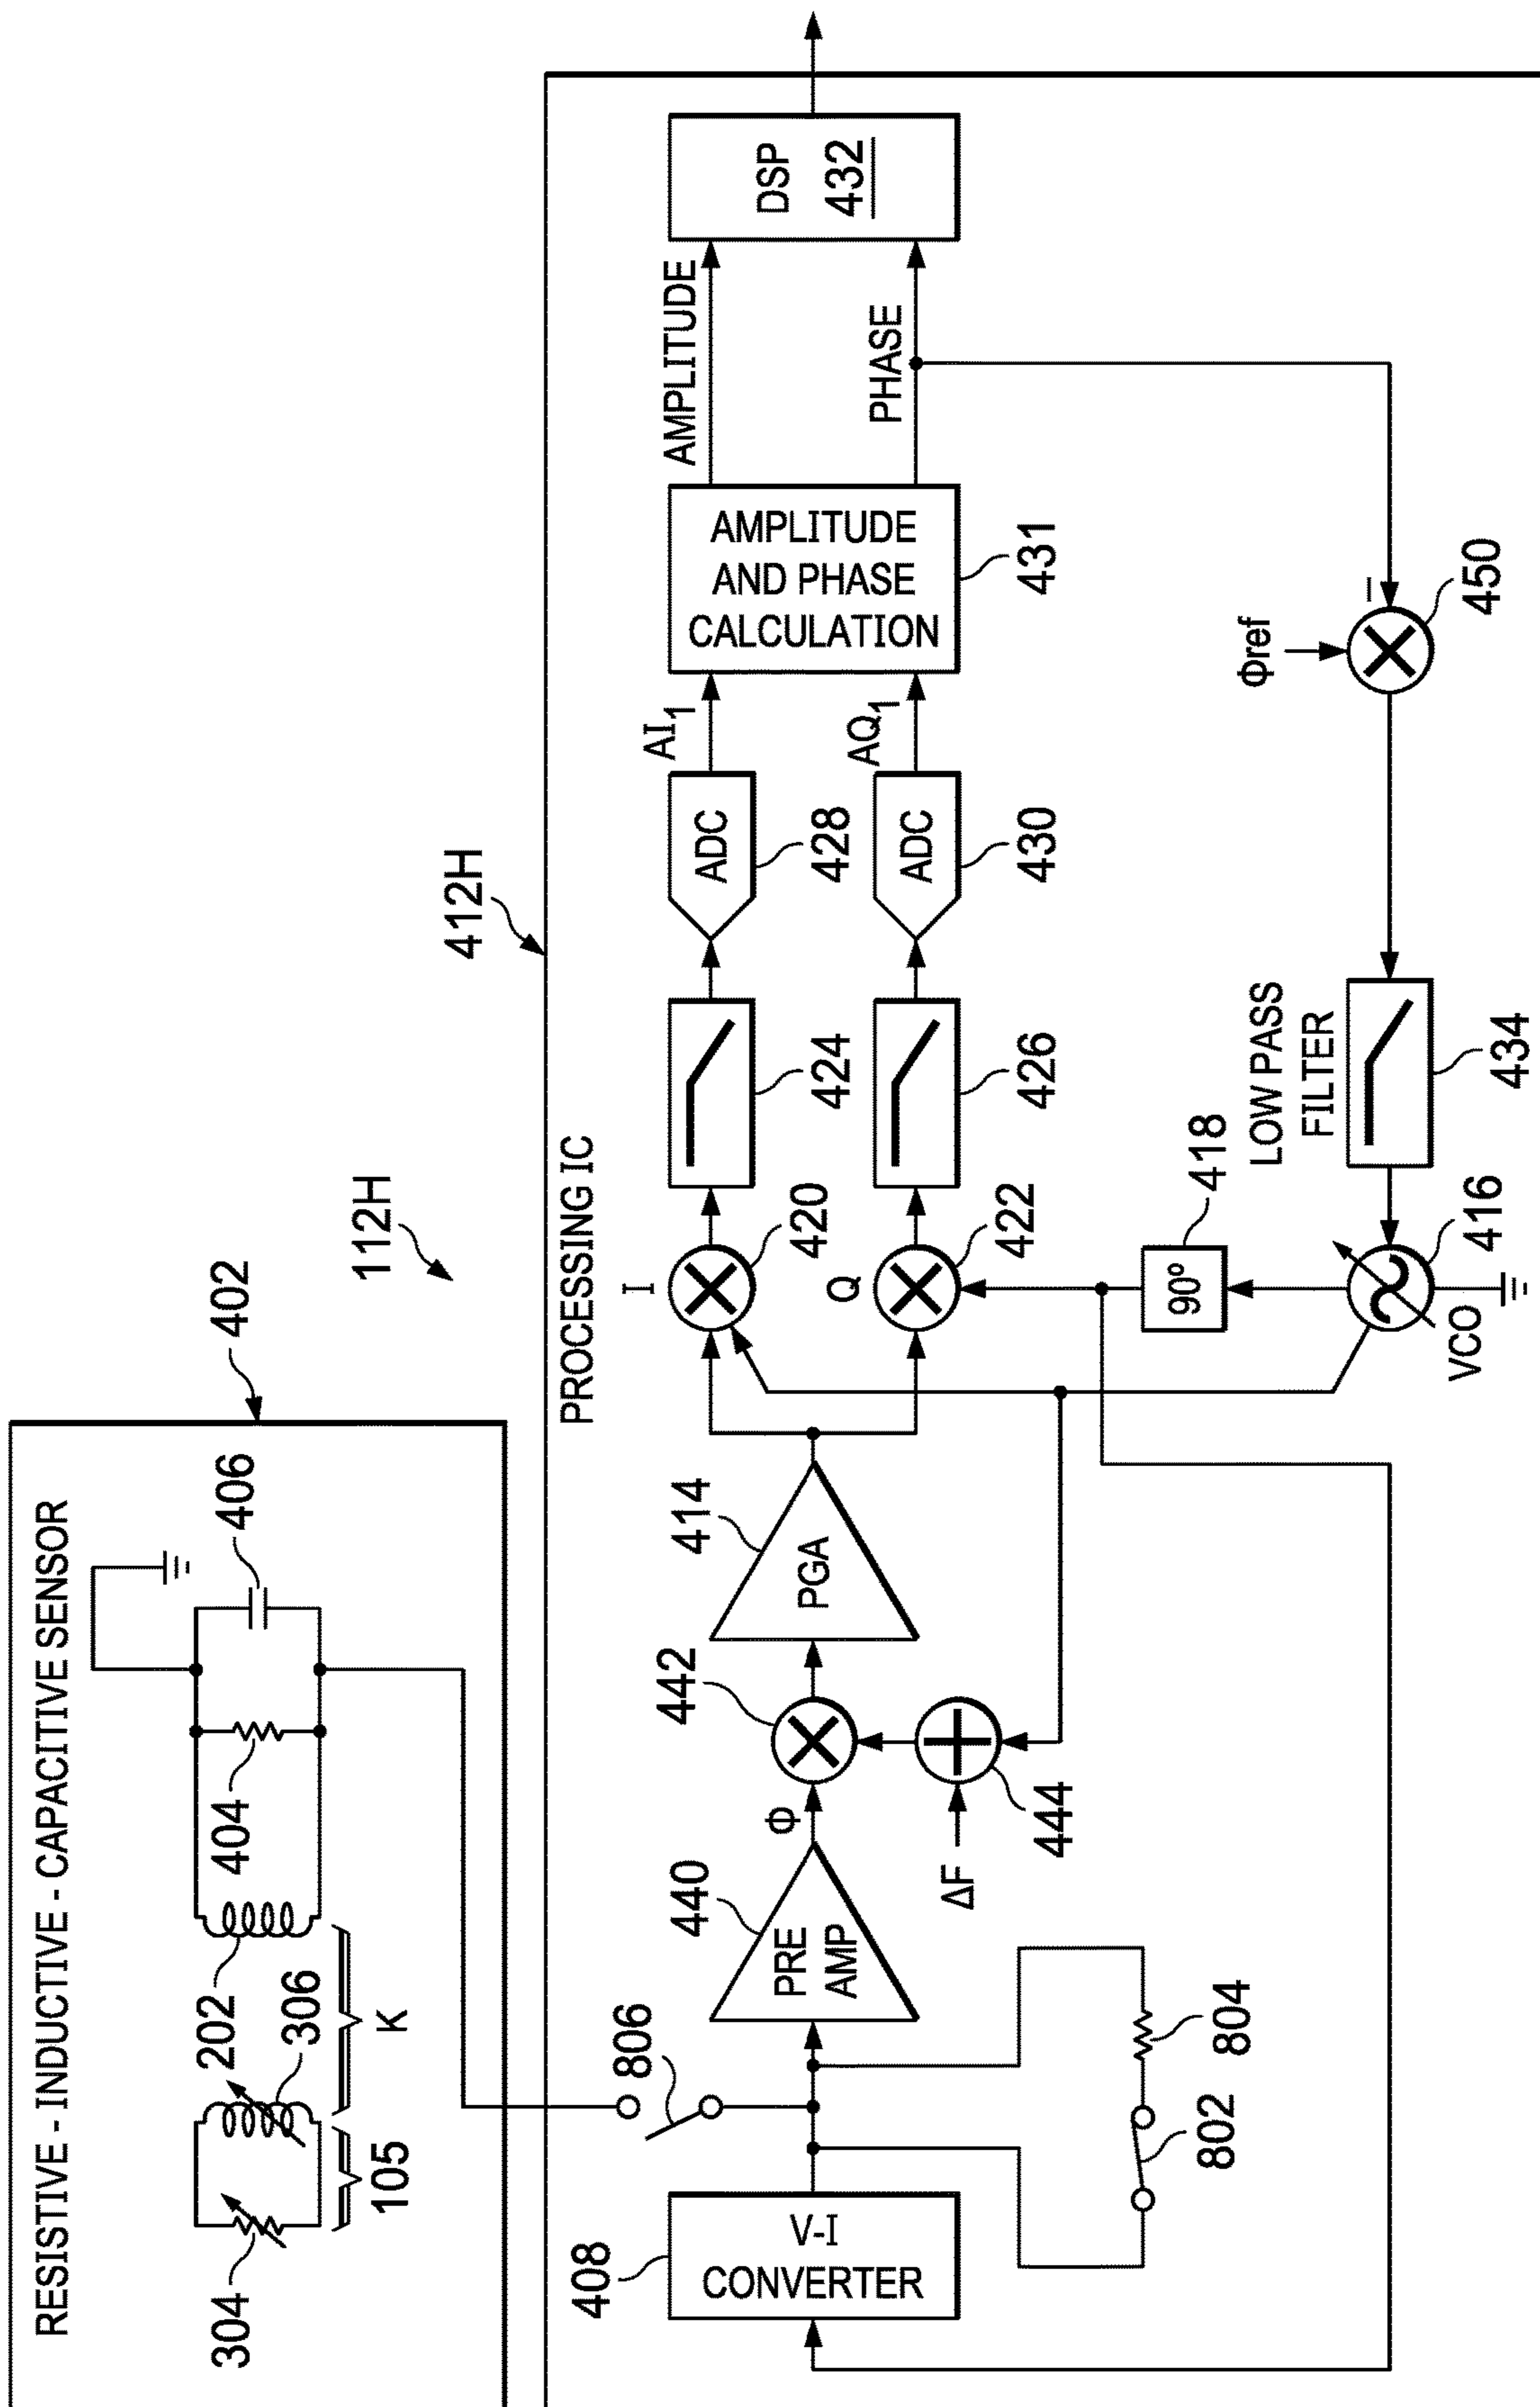 RESISTIVE - INDUCTIVE - CAPACITIVE SENSOR
402
304
105
202
306
K
404
406
112H
412H
PROCESSING IC
408
V-I
CONVERTER
806
802
804
440
PRE
AMP
Φ
442
ΔF
444
414
PGA
I
420
Q
422
90º
418
VCO
416
424
426
LOW PASS
FILTER
434
ADC
428
ADC
430
AI1
AQ1
AMPLITUDE
AND PHASE
CALCULATION
431
Φref
–
450
AMPLITUDE
PHASE
DSP
432